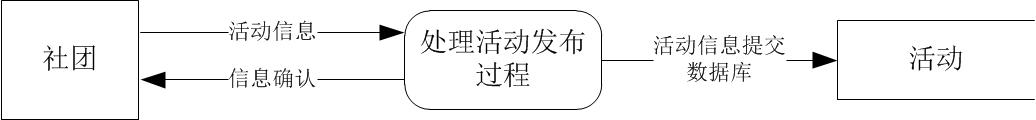 社团
活动信息
信息确认
处理活动发布
过程
活动信息提交
数据库
活动